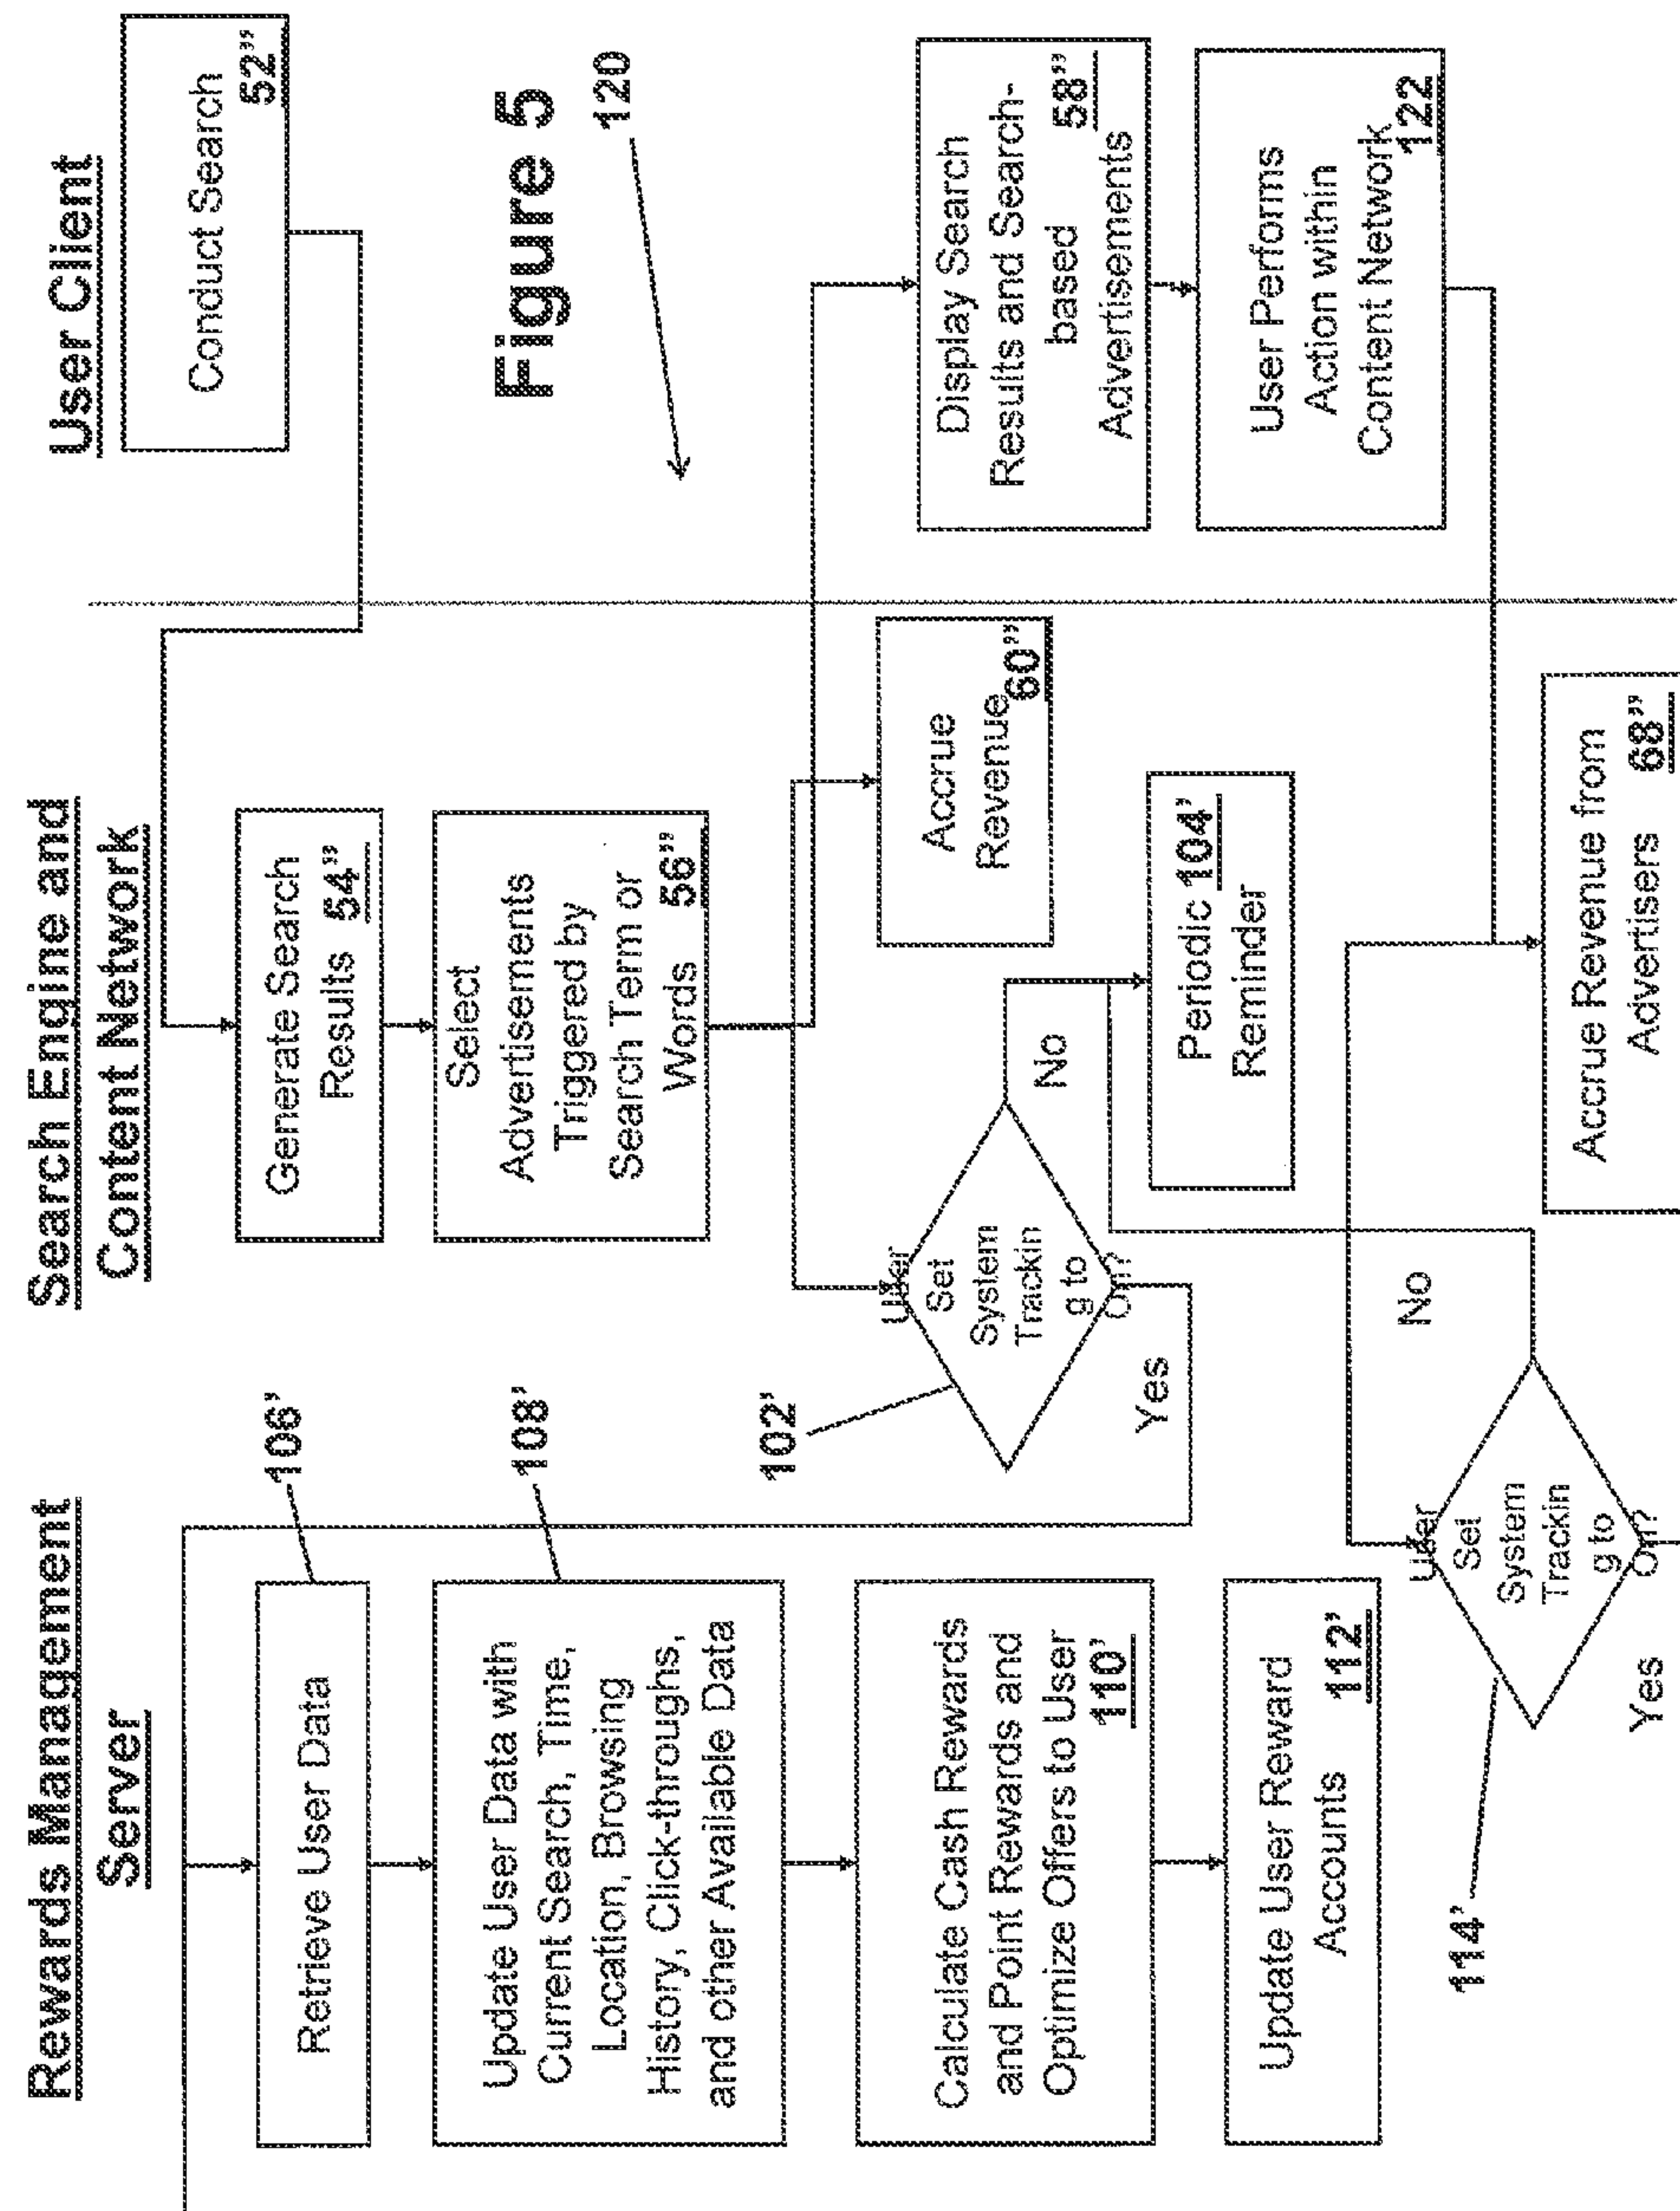 Rewards Management
Server
Search Engine and
Content Network
User Client
Conduct Search
52”
Figure 5
120
Generate Search
Results 54”
Select
Advertisements
Triggered by
Search Term or
Words 56”
Accrue
Revenue
60”
Display Search
Results and Search-
based 58”
Advertisements
User Performs
Action within
Content Network
122
102’
User
Set
System
Trackin
g to
On?
No
Yes
Periodic 104’
Reminder
106’
Retrieve User Data
108’
Update User Data with
Current Search, Time,
Location, Browsing
History, Click-throughs,
and other Available Data
Calculate Cash Rewards
and Point Rewards and
Optimize Offers to User
110’
Update User Reward
Accounts 112’
114’
User
Set
System
Trackin
g to
On?
No
Yes
Accrue Revenue from
Advertisers 68”